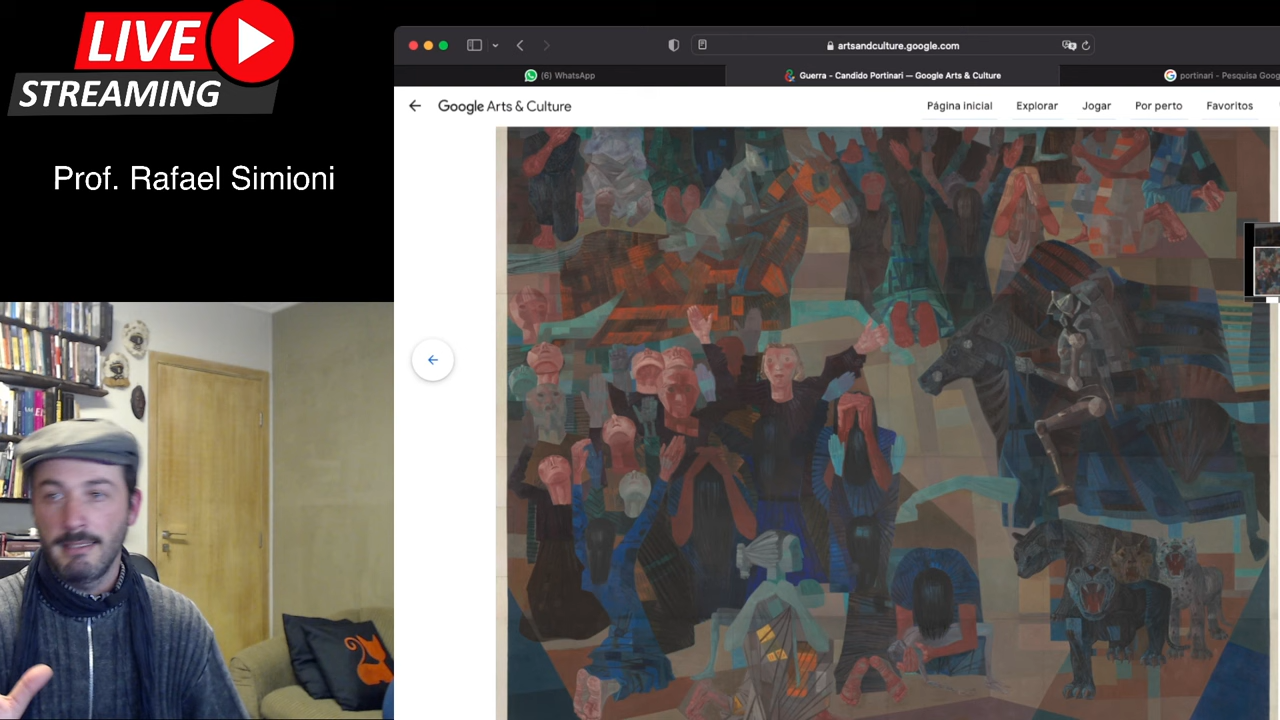 LIVE
STREAMING
Prof. Rafael Simioni
artsandculture.google.com
(6) WhatsApp
Guerra - Candido Portinari — Google Arts & Culture
portinari - Pesquisa Goog
Google Arts & Culture
Página inicial
Explorar
Jogar
Por perto
Favoritos